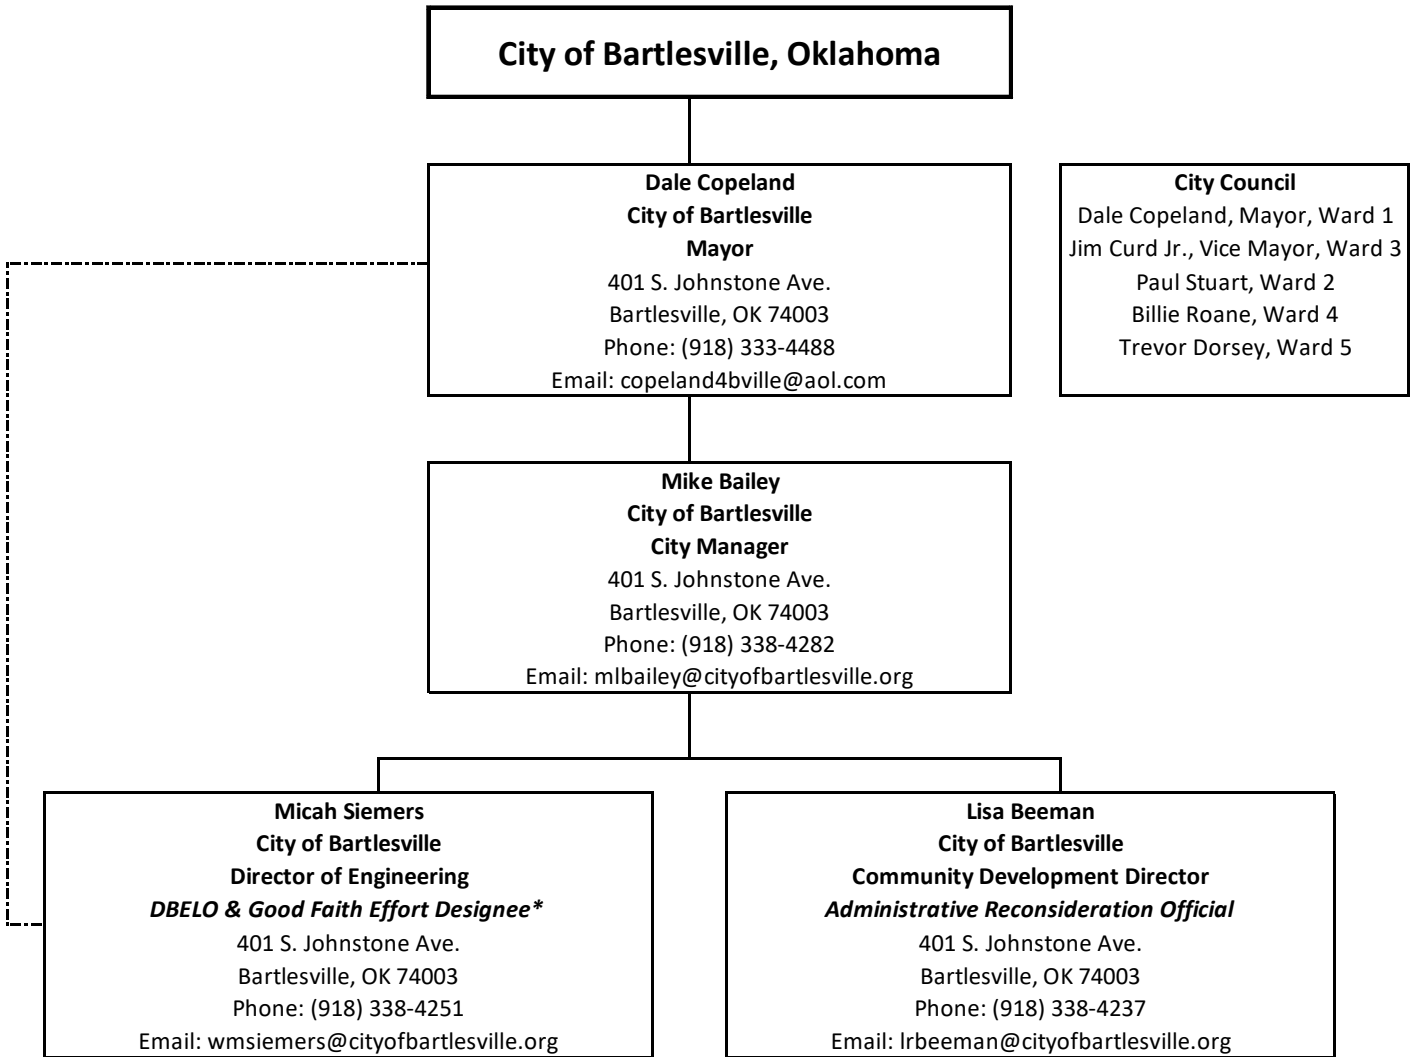 City of Bartlesville, Oklahoma
Dale Copeland
City of Bartlesville
Mayor
401 S. Johnstone Ave.
Bartlesville, OK 74003
Phone: (918) 333-4488
Email: copeland4bville@aol.com
City Council
Dale Copeland, Mayor, Ward 1
Jim Curd Jr., Vice Mayor, Ward 3
Paul Stuart, Ward 2
Billie Roane, Ward 4
Trevor Dorsey, Ward 5
Mike Bailey
City of Bartlesville
City Manager
401 S. Johnstone Ave.
Bartlesville, OK 74003
Phone: (918) 338-4282
Email: mlbailey@cityofbartlesville.org
Micah Siemers
City of Bartlesville
Director of Engineering
DBELO & Good Faith Effort Designee*
401 S. Johnstone Ave.
Bartlesville, OK 74003
Phone: (918) 338-4251
Email: wmsiemers@cityofbartlesville.org
Lisa Beeman
City of Bartlesville
Community Development Director
Administrative Reconsideration Official
401 S. Johnstone Ave.
Bartlesville, OK 74003
Phone: (918) 338-4237
Email: lrbeeman@cityofbartlesville.org